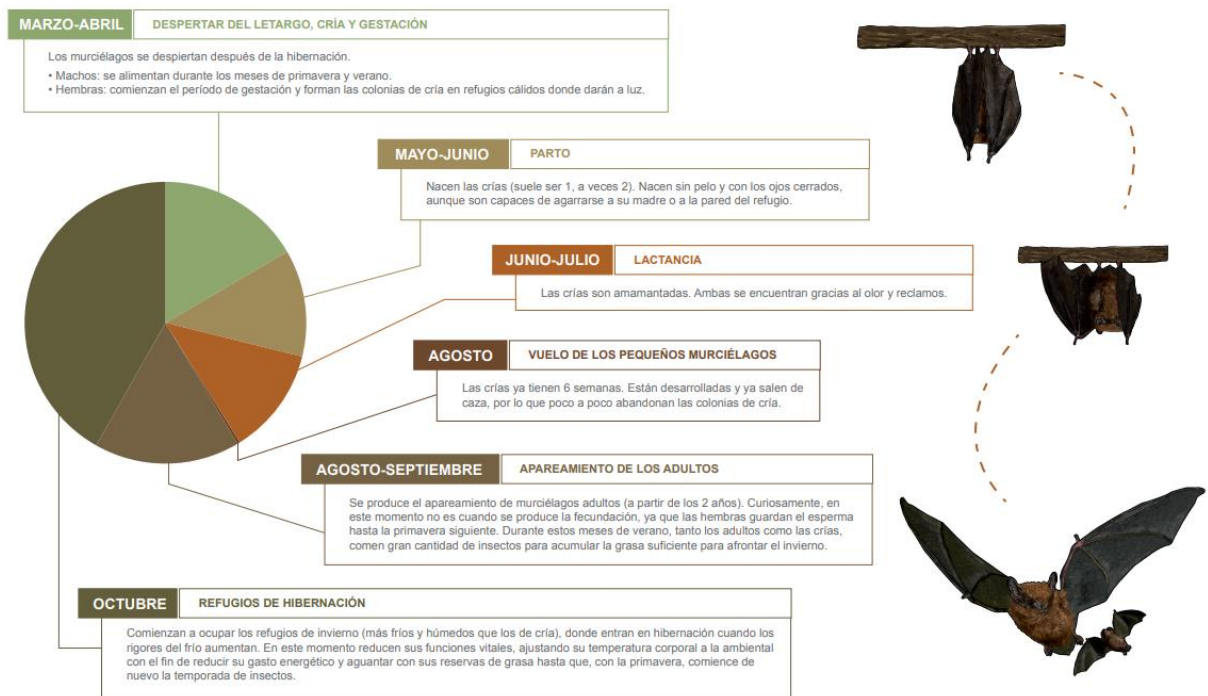 MARZO-ABRIL
DESPERTAR DEL LETARGO, CRÍA Y GESTACIÓN
Los murciélagos se despiertan después de la hibernación.
• Machos: se alimentan durante los meses de primavera y verano.
• Hembras: comienzan el período de gestación y forman las colonias de cría en refugios cálidos donde darán a luz.
MAYO-JUNIO
PARTO
Nacen las crías (suele ser 1, a veces 2). Nacen sin pelo y con los ojos cerrados,
aunque son capaces de agarrarse a su madre o a la pared del refugio.
JUNIO-JULIO
LACTANCIA
Las crías son amamantadas. Ambas se encuentran gracias al olor y reclamos.
AGOSTO
VUELO DE LOS PEQUEÑOS MURCIÉLAGOS
Las crías ya tienen 6 semanas. Están desarrolladas y ya salen de
caza, por lo que poco a poco abandonan las colonias de cría.
AGOSTO-SEPTIEMBRE
APAREAMIENTO DE LOS ADULTOS
Se produce el apareamiento de murciélagos adultos (a partir de los 2 años). Curiosamente, en
este momento no es cuando se produce la fecundación, ya que las hembras guardan el esperma
hasta la primavera siguiente. Durante estos meses de verano, tanto los adultos como las crías,
comen gran cantidad de insectos para acumular la grasa suficiente para afrontar el invierno.
OCTUBRE
REFUGIOS DE HIBERNACIÓN
Comienzan a ocupar los refugios de invierno (más fríos y húmedos que los de cría), donde entran en hibernación cuando los
rigores del frío aumentan. En este momento reducen sus funciones vitales, ajustando su temperatura corporal a la ambiental
con el fin de reducir su gasto energético y aguantar con sus reservas de grasa hasta que, con la primavera, comience de
nuevo la temporada de insectos.